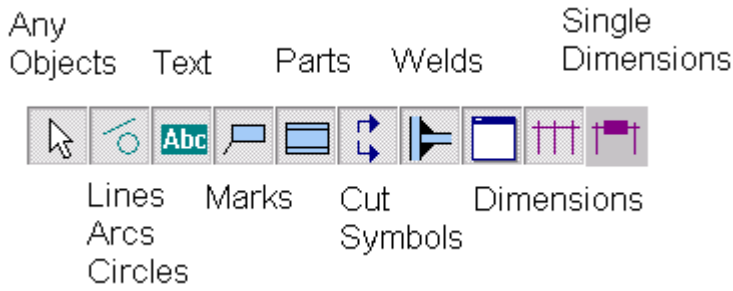 Any
Objects
Text
Parts
Welds
Single
Dimensions
Abc
Lines
Arcs
Circles
Marks
Cut
Symbols
Dimensions